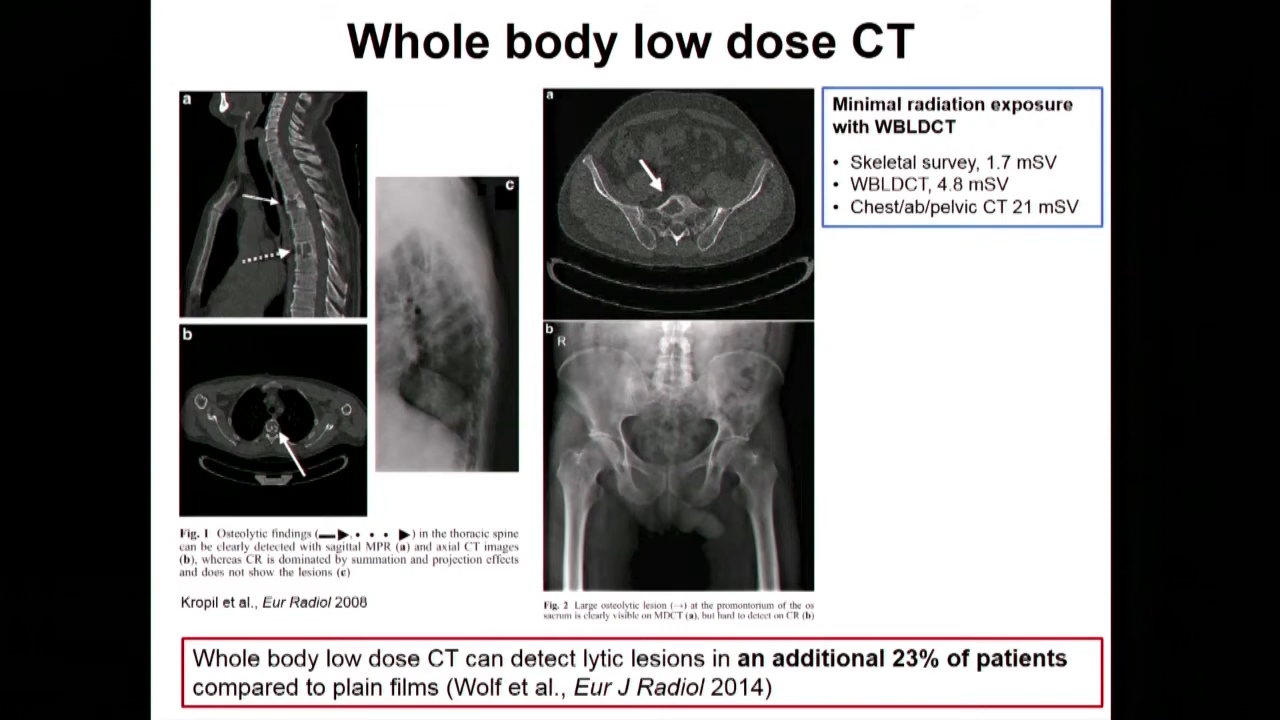 Whole body low dose CT
a
c
b
Fig. 1 Osteolytic findings (▬▶, • • • ▶) in the thoracic spine
can be clearly detected with sagittal MPR (a) and axial CT images
(b), whereas CR is dominated by summation and projection effects
and does not show the lesions (c)
Kropil et al., Eur Radiol 2008
a
b
R
Fig. 2 Large osteolytic lesion (→) at the promontorium of the os
sacrum is clearly visible on MDCT (a), but hard to detect on CR (b)
Minimal radiation exposure
with WBLDCT
• Skeletal survey, 1.7 mSV
• WBLDCT, 4.8 mSV
• Chest/ab/pelvic CT 21 mSV
Whole body low dose CT can detect lytic lesions in an additional 23% of patients
compared to plain films (Wolf et al., Eur J Radiol 2014)